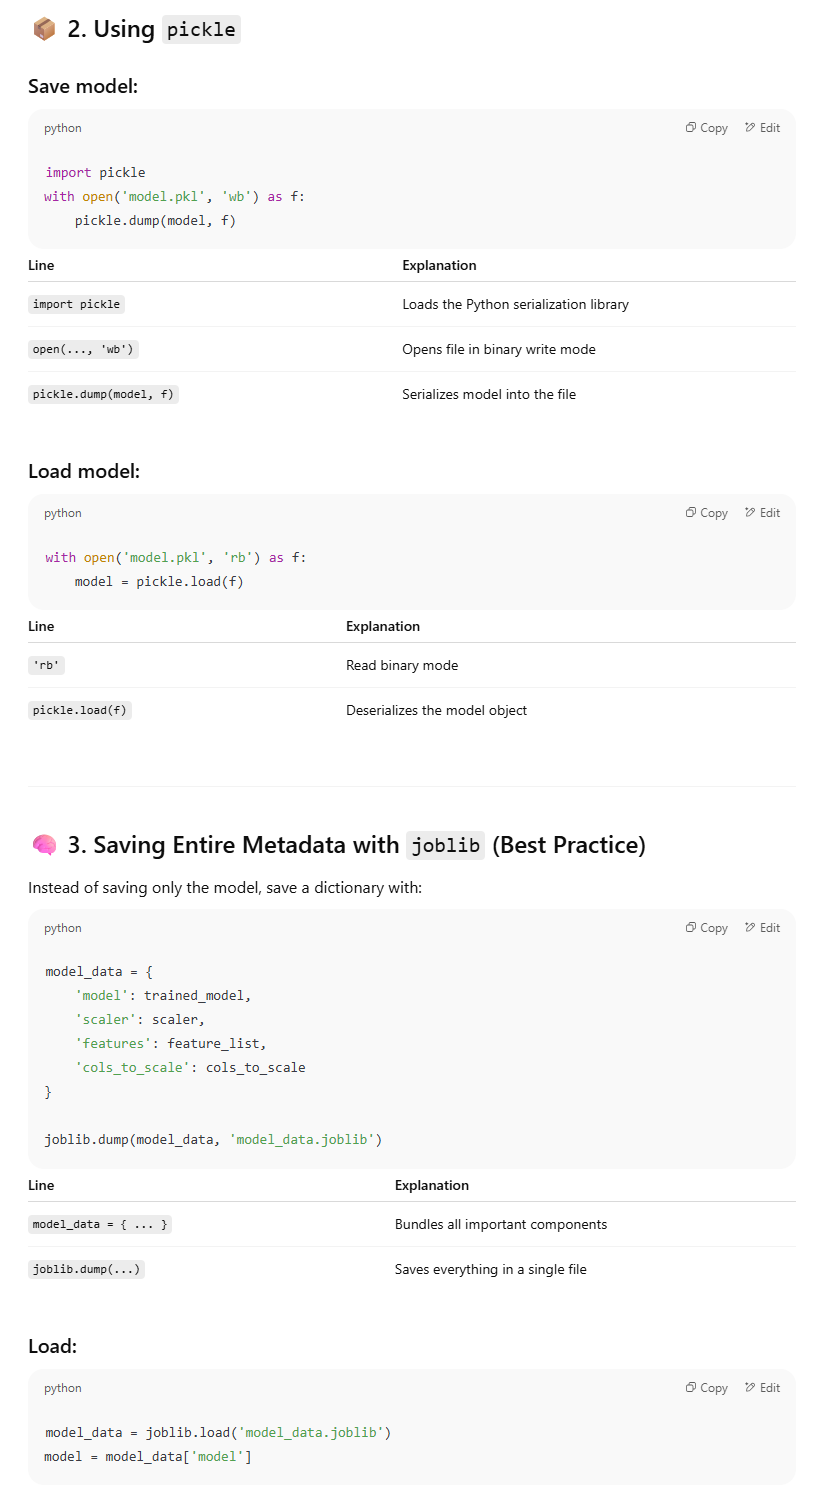 📦 2. Using pickle
Save model:
python Copy Edit
import pickle
with open('model.pkl', 'wb') as f:
    pickle.dump(model, f)
Line Explanation
import pickle Loads the Python serialization library
open(..., 'wb') Opens file in binary write mode
pickle.dump(model, f) Serializes model into the file
Load model:
python Copy Edit
with open('model.pkl', 'rb') as f:
    model = pickle.load(f)
Line Explanation
'rb' Read binary mode
pickle.load(f) Deserializes the model object
🧠 3. Saving Entire Metadata with joblib (Best Practice)
Instead of saving only the model, save a dictionary with:
python Copy Edit
model_data = {
    'model': trained_model,
    'scaler': scaler,
    'features': feature_list,
    'cols_to_scale': cols_to_scale
}
joblib.dump(model_data, 'model_data.joblib')
Line Explanation
model_data = { ... } Bundles all important components
joblib.dump(...) Saves everything in a single file
Load:
python Copy Edit
model_data = joblib.load('model_data.joblib')
model = model_data['model']